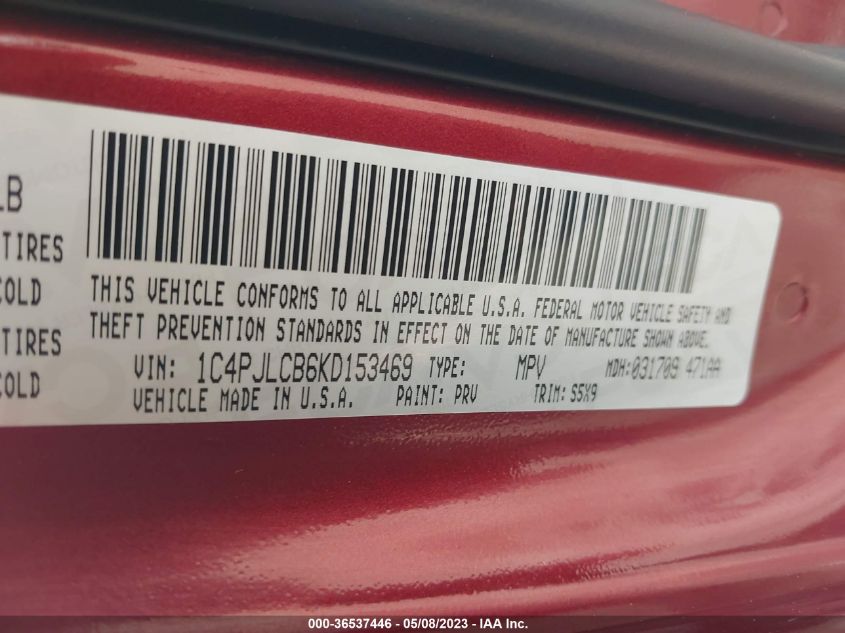 LB
TIRES
COLD
TIRES
COLD
THIS VEHICLE CONFORMS TO ALL APPLICABLE U.S.A. FEDERAL MOTOR VEHICLE SAFETY AND
THEFT PREVENTION STANDARDS IN EFFECT ON THE DATE OF MANUFACTURE SHOWN ABOVE.
VIN: 1C4PJLCB6KD153469 TYPE: MPV MDH:031709 471AA
VEHICLE MADE IN U.S.A. PAINT: PRV TRIM: S5X9
000-36537446 - 05/08/2023 - IAA Inc.